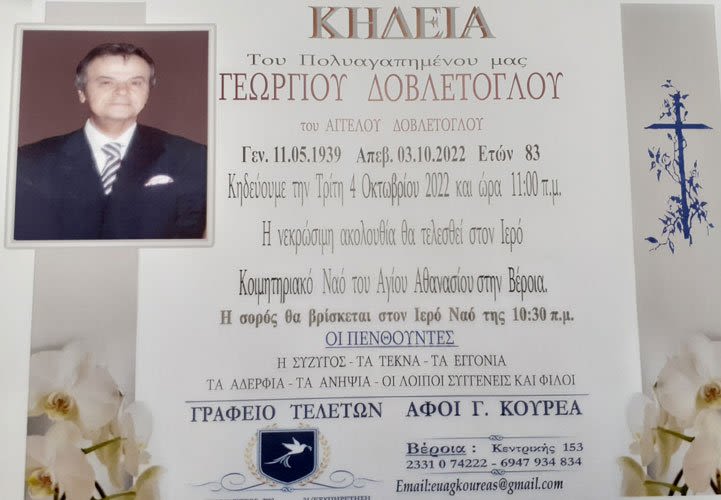 ΚΗΔΕΙΑ
Του Πολυαγαπημένου μας
ΓΕΩΡΓΙΟΥ ΔΟΒΛΕΤΟΓΛΟΥ
του ΑΓΓΕΛΟΥ ΔΟΒΛΕΤΟΓΛΟΥ
Γεν. 11.05.1939 Απεβ. 03.10.2022 Ετών 83
Κηδεύουμε την Τρίτη 4 Οκτωβρίου 2022 και ώρα 11:00 π.μ.
Η νεκρώσιμη ακολουθία θα τελεσθεί στον Ιερό
Κοιμητηριακό Ναό του Αγίου Αθανασίου στην Βέροια.
Η σορός θα βρίσκεται στον Ιερό Ναό της 10:30 π.μ.
ΟΙ ΠΕΝΘΟΥΝΤΕΣ
Η ΣΥΖΥΓΟΣ - ΤΑ ΤΕΚΝΑ - ΤΑ ΕΓΓΟΝΙΑ
ΤΑ ΑΔΕΡΦΙΑ - ΤΑ ΑΝΗΨΙΑ - ΟΙ ΛΟΙΠΟΙ ΣΥΓΓΕΝΕΙΣ ΚΑΙ ΦΙΛΟΙ
ΓΡΑΦΕΙΟ ΤΕΛΕΤΩΝ ΑΦΟΙ Γ. ΚΟΥΡΕΑ
Βέροια : Κεντρικής 153
2331 0 74222 - 6947 934 834
Email:euagkoureas@gmail.com